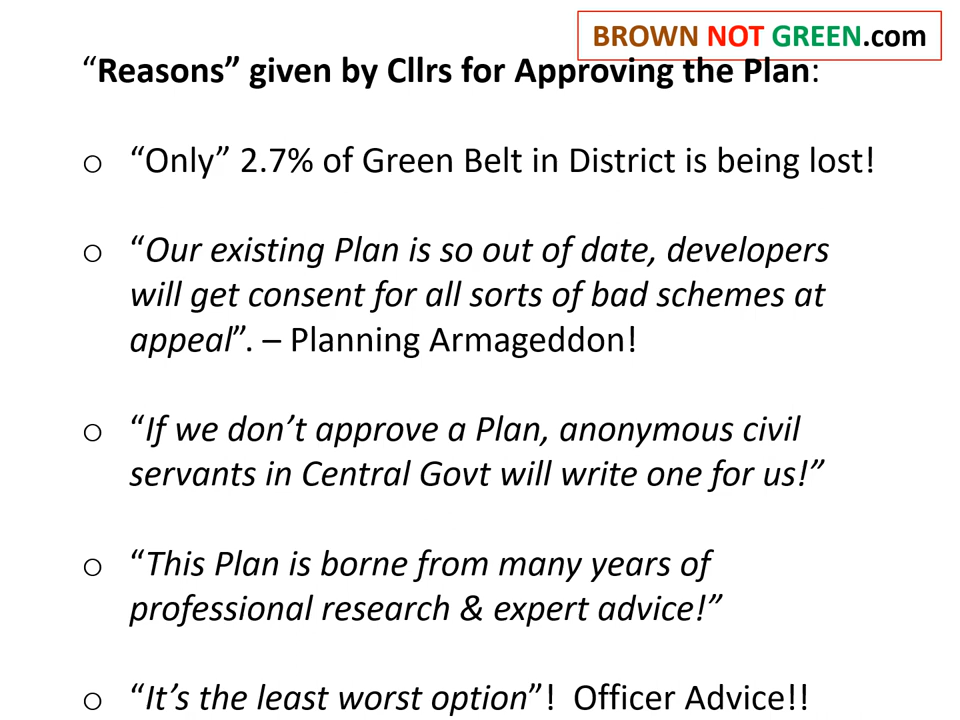 BROWN NOT GREEN.com
“Reasons” given by Cllrs for Approving the Plan:
o “Only” 2.7% of Green Belt in District is being lost!
o “Our existing Plan is so out of date, developers
will get consent for all sorts of bad schemes at
appeal”. – Planning Armageddon!
o “If we don’t approve a Plan, anonymous civil
servants in Central Govt will write one for us!”
o “This Plan is borne from many years of
professional research & expert advice!”
o “It’s the least worst option”! Officer Advice!!